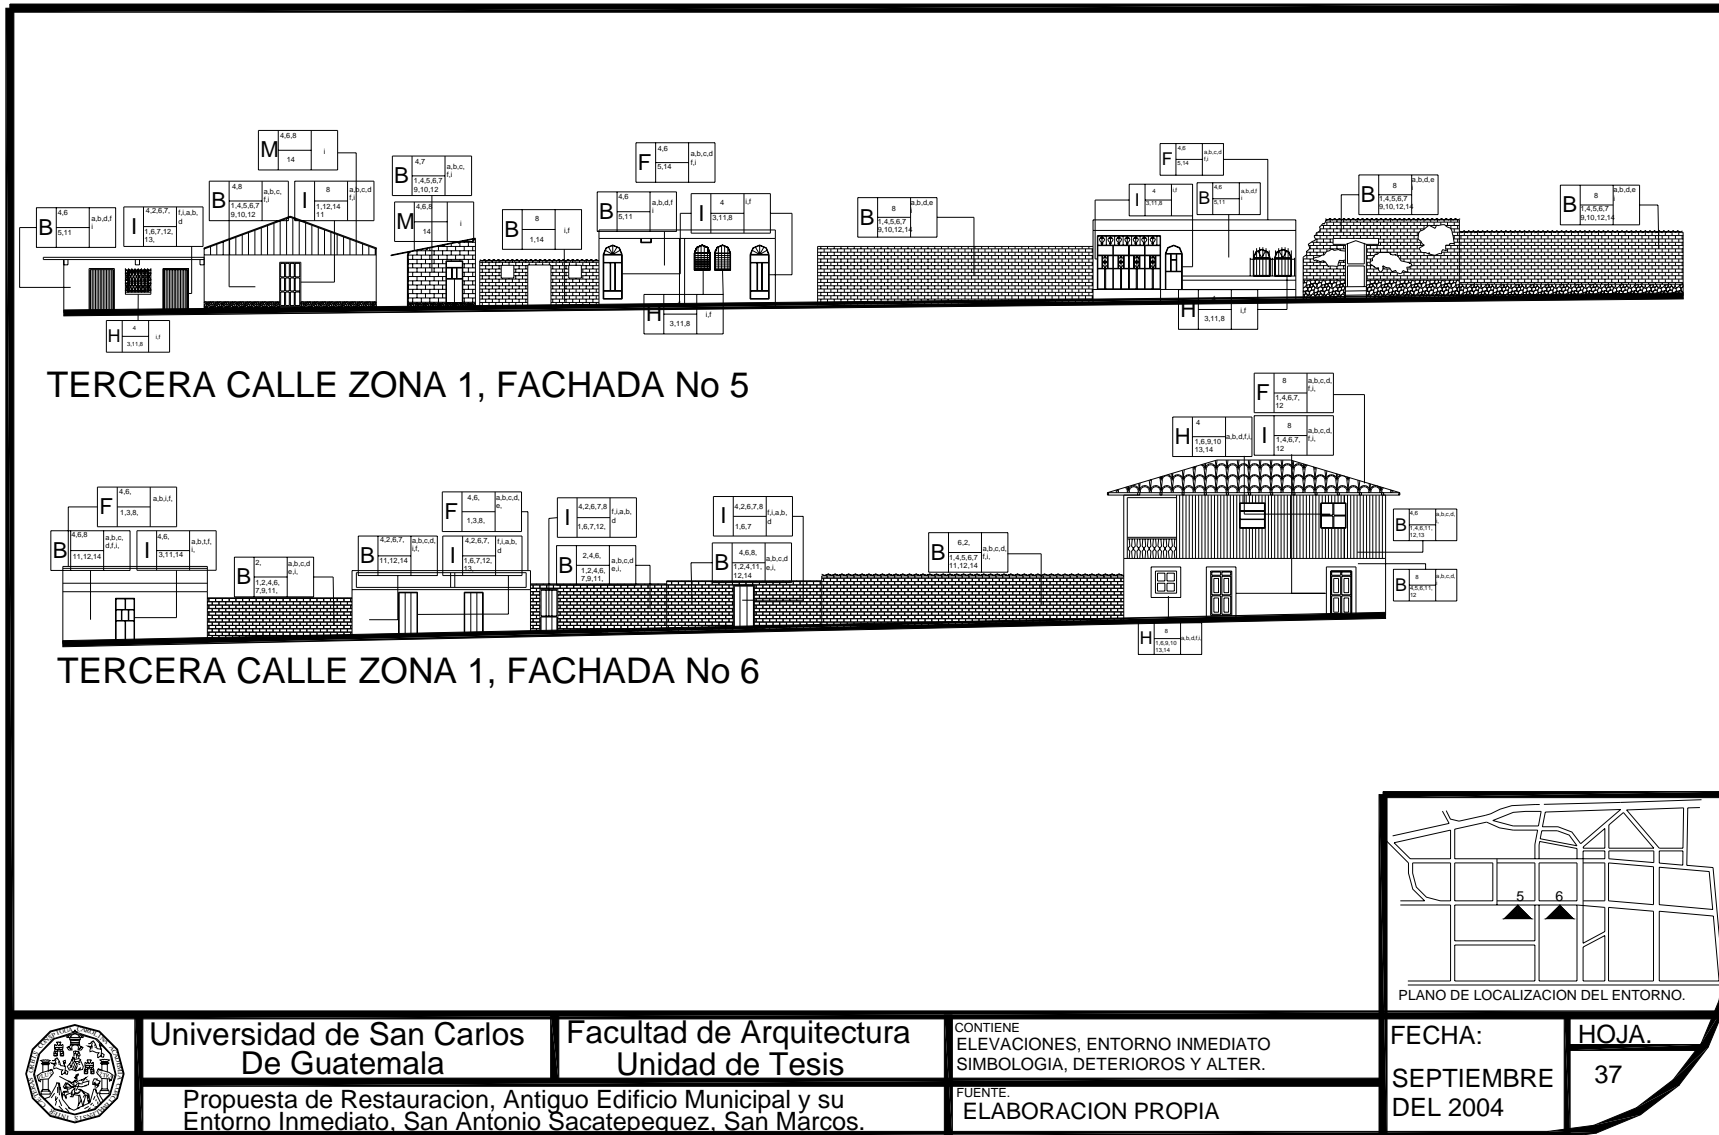 M 4,6,8 i
14
B 4,8 a,b,c, f,i
1,4,5,6,7
9,10,12
I 8 a,b,c,d f,i
1,12,14
11
B 4,7 a,b,c, f,i
1,4,5,6,7
9,10,12
M 4,6,8 i
14
B 4,6 a,b,d,f i
5,11
I 4,2,6,7, f,i,a,b, d
1,6,7,12,
13,
B 8 i,f
1,14
F 4,6 a,b,c,d f,i
5,14
B 4,6 a,b,d,f i
5,11
I 4 i,f
3,11,8
B 8 a,b,d,e i
1,4,5,6,7
9,10,12,14
F 4,6 a,b,c,d f,i
5,14
I 4 i,f
3,11,8
B 4,6 a,b,d,f i
5,11
B 8 a,b,d,e i
1,4,5,6,7
9,10,12,14
B 8 a,b,d,e i
1,4,5,6,7
9,10,12,14
H 4 i,f
3,11,8
H i,f
3,11,8
H i,f
3,11,8
TERCERA CALLE ZONA 1, FACHADA No 5
F 8 a,b,c,d, f,i,
1,4,6,7,
12
H 4 a,b,d,f,i,
1,6,9,10
13,14
I 8 a,b,c,d, f,i,
1,4,6,7,
12
F 4,6, a,b,i,f,
1,3,8,
B 4,6,8 a,b,c, d,f,i,
11,12,14
I 4,6, a,b,f,f, i,
3,11,14
B 2, a,b,c,d e,i,
1,2,4,6,
7,9,11,
F 4,6, a,b,c,d, e,
1,3,8,
B 4,2,6,7, a,b,c,d, i,f,
11,12,14
I 4,2,6,7, f,i,a,b, d
1,6,7,12,
13
I 4,2,6,7,8 f,i,a,b, d
1,6,7,12,
B 2,4,6, a,b,c,d e,i,
1,2,4,6,
7,9,11,
I 4,2,6,7,8 f,i,a,b, d
1,6,7
B 4,6,8, a,b,c,d e,i,
1,2,4,11,
12,14
B 6,2, a,b,c,d, f,i,
1,4,5,6,7
11,12,14
B 4,6 a,b,c,d, i,
1,4,6,11,
12,13
B 8 a,b,c,d,
4,5,6,11,
12
H 8 a,b,d,f,i,
1,6,9,10
13,14
TERCERA CALLE ZONA 1, FACHADA No 6
5 6
PLANO DE LOCALIZACION DEL ENTORNO.
Universidad de San Carlos
De Guatemala
Facultad de Arquitectura
Unidad de Tesis
CONTIENE
ELEVACIONES, ENTORNO INMEDIATO
SIMBOLOGIA, DETERIOROS Y ALTER.
FECHA:
SEPTIEMBRE
DEL 2004
HOJA.
37
Propuesta de Restauracion, Antiguo Edificio Municipal y su
Entorno Inmediato, San Antonio Sacatepequez, San Marcos.
FUENTE.
ELABORACION PROPIA